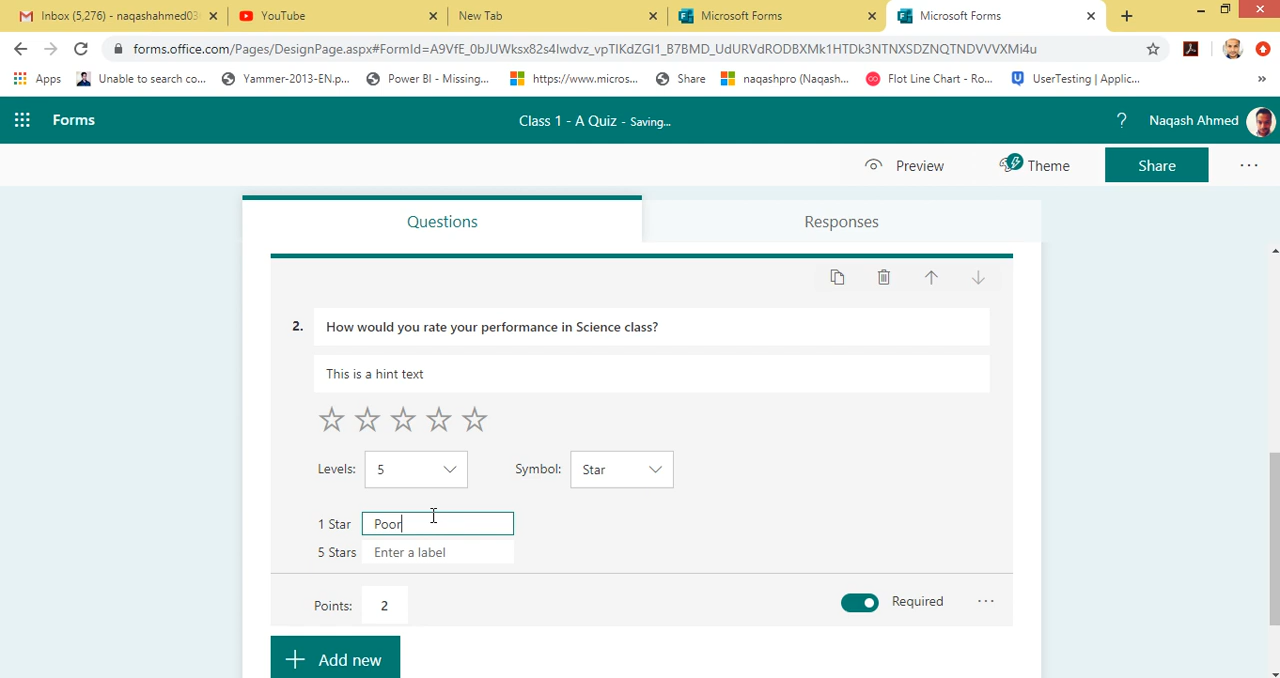 Inbox (5,276) - naqashahmed03
YouTube
New Tab
Microsoft Forms
Microsoft Forms
forms.office.com/Pages/DesignPage.aspx#FormId=A9VfE_0bJUWksx82s4lwdvz_vpTIKdZGI1_B7BMD_UdURVdRODBXMk1HTDk3NTNXSDZNQTNDVVVXMi4u
Apps
Unable to search co...
Yammer-2013-EN.p...
Power BI - Missing...
https://www.micros...
Share
naqashpro (Naqash...
Flot Line Chart - Ro...
UserTesting | Applic...
»
Forms
Class 1 - A Quiz - Saving...
?
Naqash Ahmed
Preview
Theme
Share
...
Questions
Responses
2.
How would you rate your performance in Science class?
This is a hint text
Levels:
5
Symbol:
Star
1 Star
Poor
5 Stars
Enter a label
Points:
2
Required
...
+ Add new